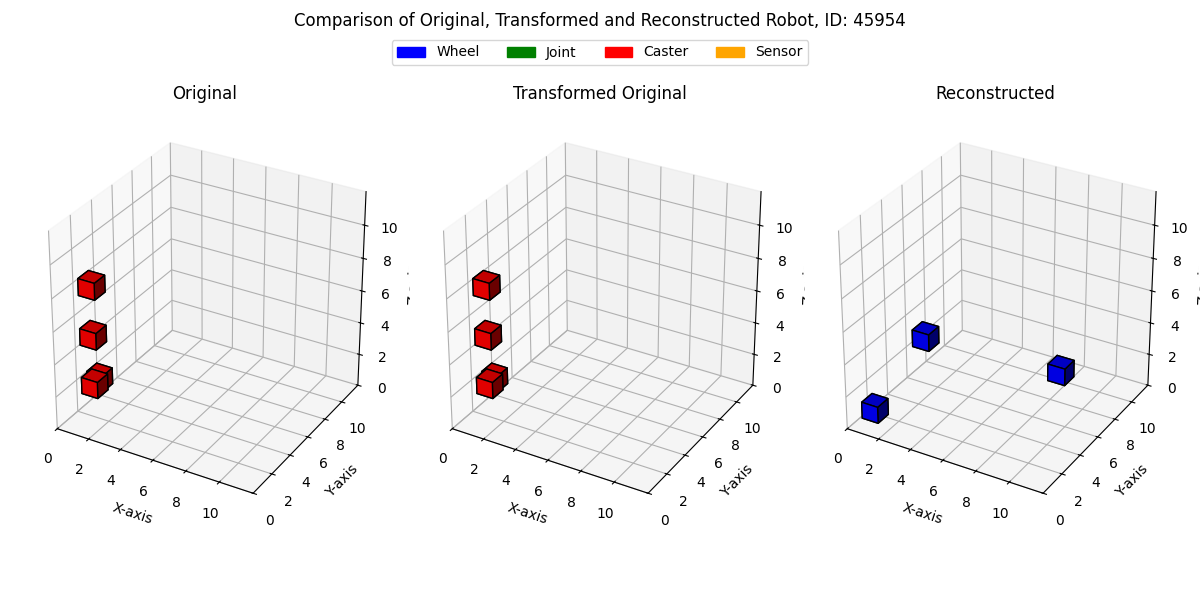 Comparison of Original, Transformed and Reconstructed Robot, ID: 45954
Wheel Joint Caster Sensor
Original Transformed Original Reconstructed
10 10 10
8 8 8
6 6 6
4 4 4
2 2 2
0 0 0
10 10 10
8 8 8
6 6 6
4 4 4
2 2 2
0 0 0
0 2 4 6 8 10 0 2 4 6 8 10 0 2 4 6 8 10
X-axis Y-axis X-axis Y-axis X-axis Y-axis